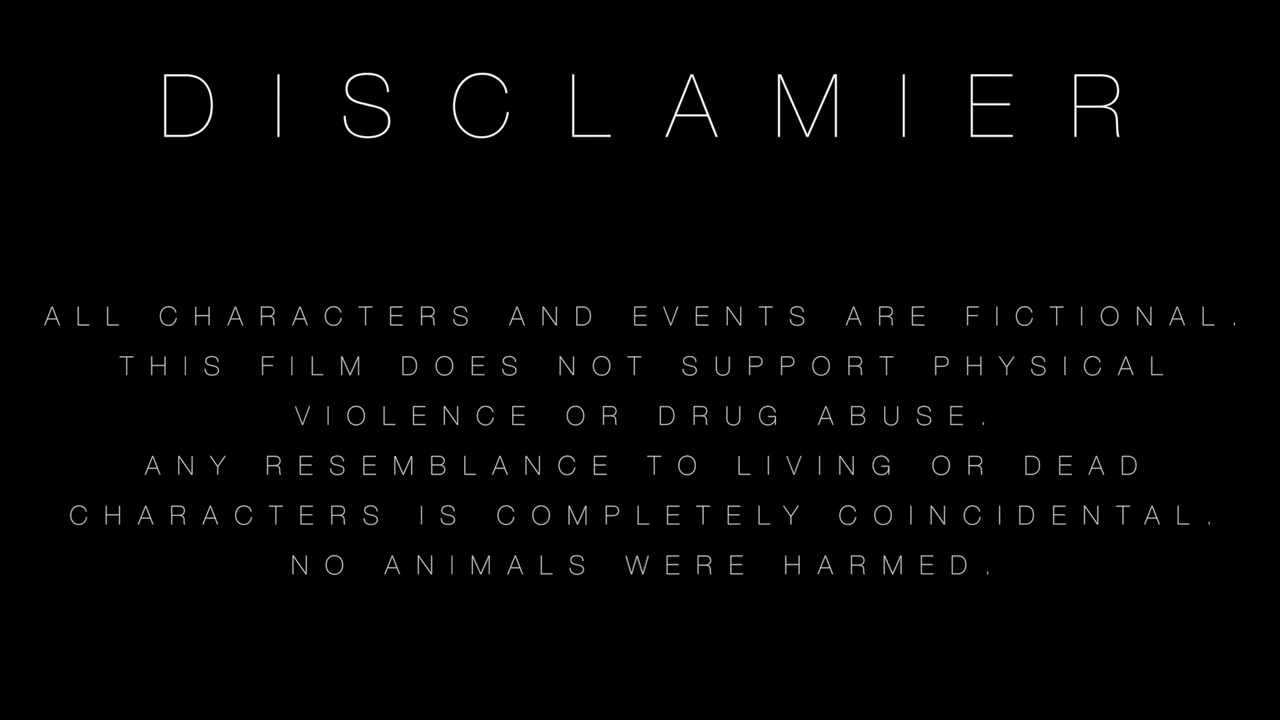 DISCLAMIER
ALL CHARACTERS AND EVENTS ARE FICTIONAL.
THIS FILM DOES NOT SUPPORT PHYSICAL
VIOLENCE OR DRUG ABUSE.
ANY RESEMBLANCE TO LIVING OR DEAD
CHARACTERS IS COMPLETELY COINCIDENTAL.
NO ANIMALS WERE HARMED.